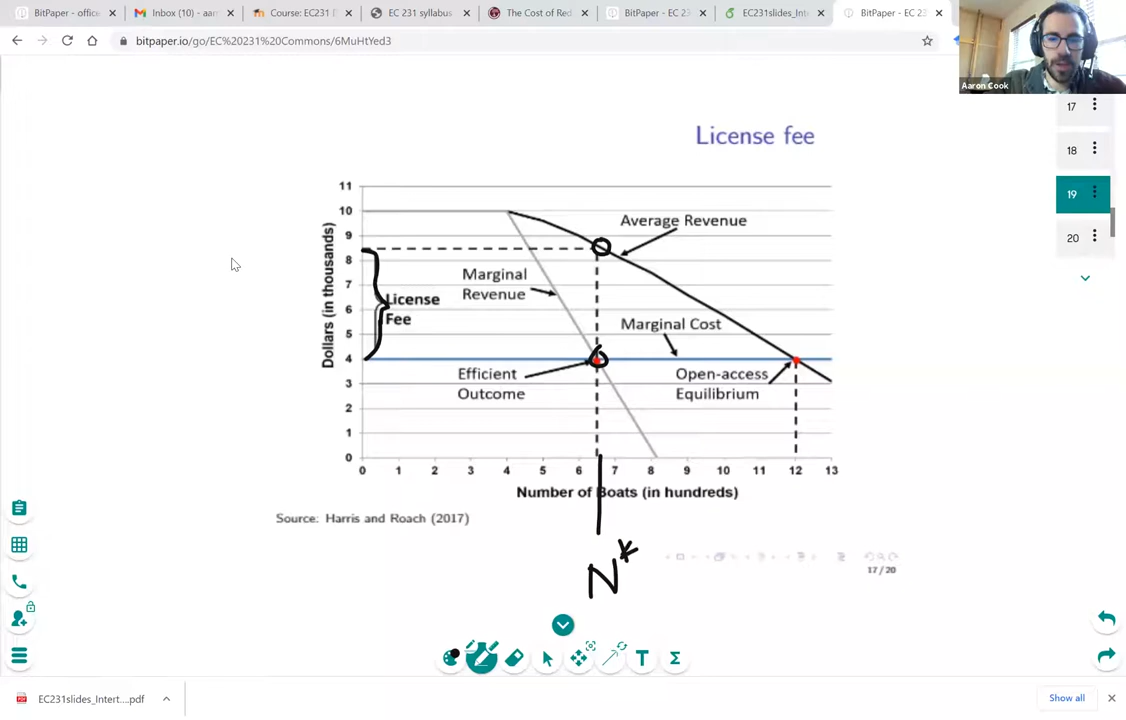 BitPaper - office
Inbox (10) - aar
Course: EC231
EC 231 syllabus
The Cost of Red
BitPaper - EC 23
EC231slides_Int
BitPaper - EC 23
bitpaper.io/go/EC%20231%20Commons/6MuHtYed3
Aaron Cook
17
18
19
20
License fee
Dollars (in thousands)
11
10
9
8
7
6
5
4
3
2
1
0
Average Revenue
Marginal
Revenue
License
Fee
Marginal Cost
Efficient
Outcome
Open-access
Equilibrium
0 1 2 3 4 5 6 7 8 9 10 11 12 13
Number of Boats (in hundreds)
Source: Harris and Roach (2017)
N*
17/20
T
Σ
EC231slides_Intert....pdf
Show all